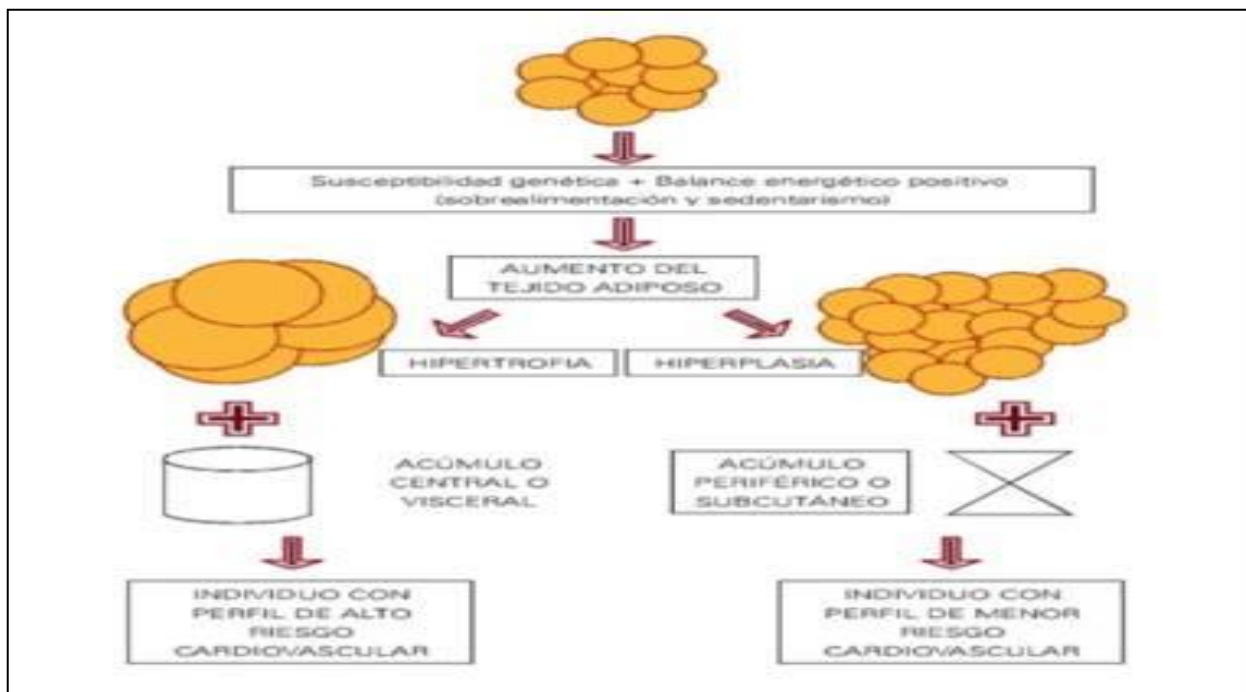 Susceptibilidad genética + Balance energético positivo
(sobrealimentación y sedentarismo)
AUMENTO DEL
TEJIDO ADIPOSO
HIPERTROFIA
HIPERPLASIA
ACÚMULO
CENTRAL O
VISCERAL
ACÚMULO
PERIFÉRICO O
SUBCUTÁNEO
INDIVIDUO CON
PERFIL DE ALTO
RIESGO
CARDIOVASCULAR
INDIVIDUO CON
PERFIL DE MENOR
RIESGO
CARDIOVASCULAR